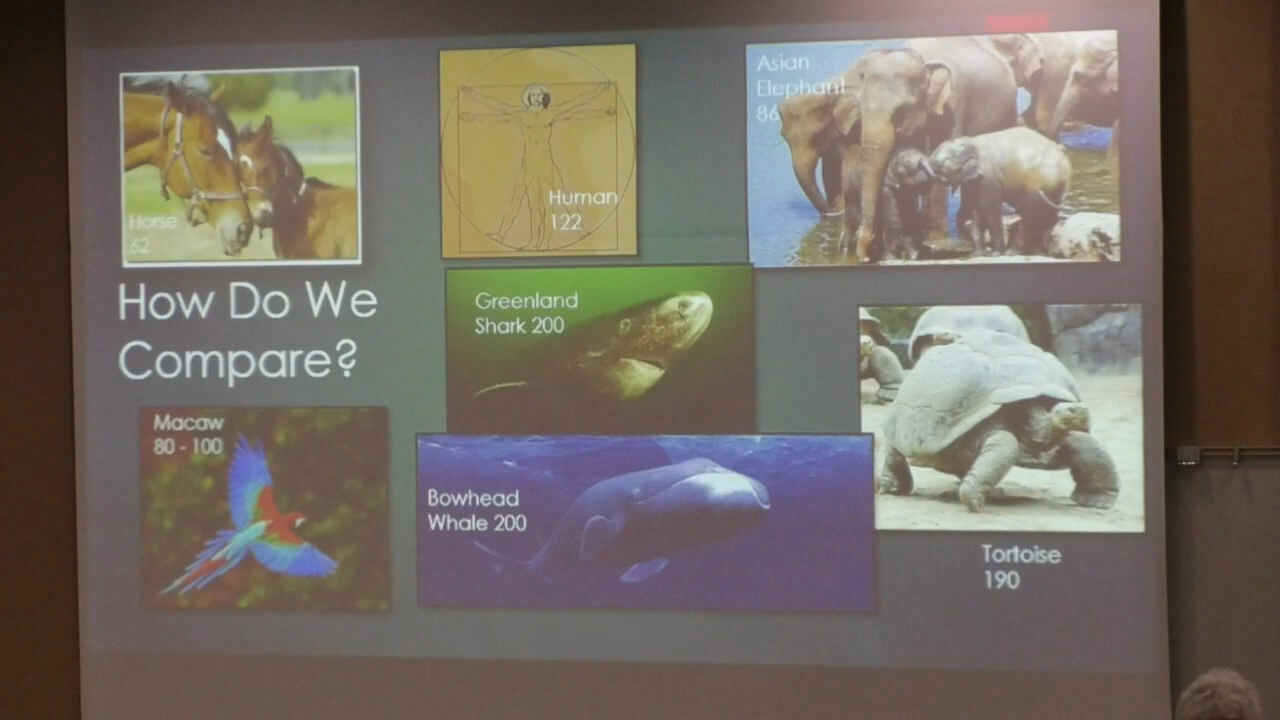 Horse
62
Human
122
Asian
Elephant
86
How Do We
Compare?
Greenland
Shark 200
Macaw
80 - 100
Bowhead
Whale 200
Tortoise
190